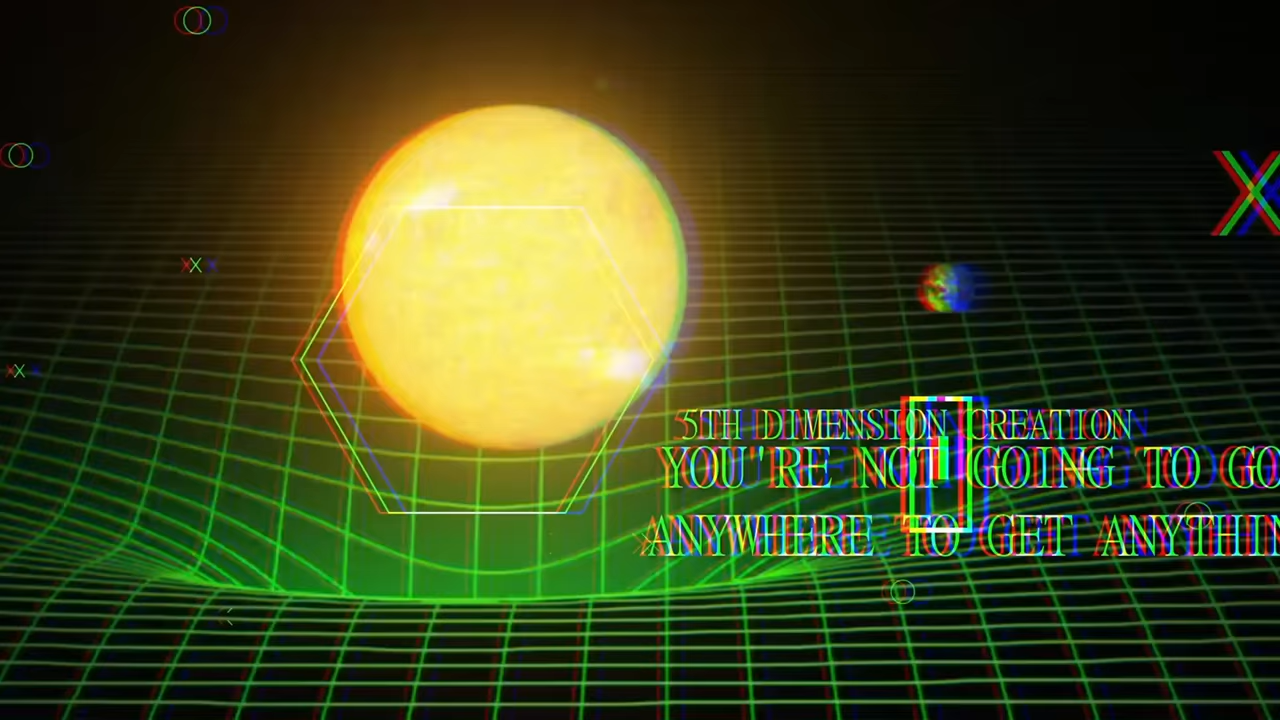 5TH DIMENSION CREATION
YOU'RE NOT GOING TO GO
ANYWHERE TO GET